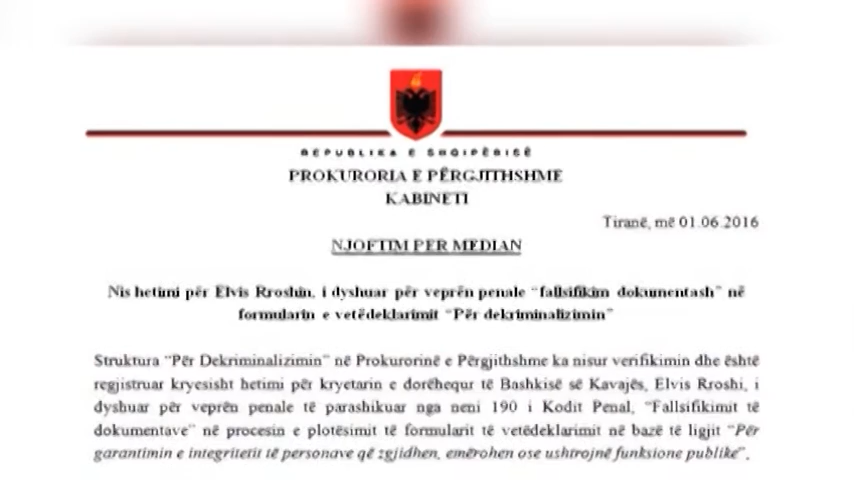 REPUBLIKA E SHQIPËRISË
PROKURORIA E PËRGJITHSHME
KABINETI
Tiranë, më 01.06.2016
NJOFTIM PËR MEDIAN
Nis hetimi për Elvis Rroshin, i dyshuar për veprën penale “fallsifikim dokumentash” në
formularin e vetëdeklarimit “Për dekriminalizimin”
Struktura “Për Dekriminalizimin” në Prokurorinë e Përgjithshme ka nisur verifikimin dhe është
regjistruar kryesisht hetimi për kryetarin e dorëhequr të Bashkisë së Kavajës, Elvis Rroshi, i
dyshuar për veprën penale të parashikuar nga neni 190 i Kodit Penal, “Fallsifikimit të
dokumentave” në procesin e plotësimit të formularit të vetëdeklarimit në bazë të ligjit “Për
garantimin e integritetit të personave që zgjidhen, emërohen ose ushtrojnë funksione publike”.